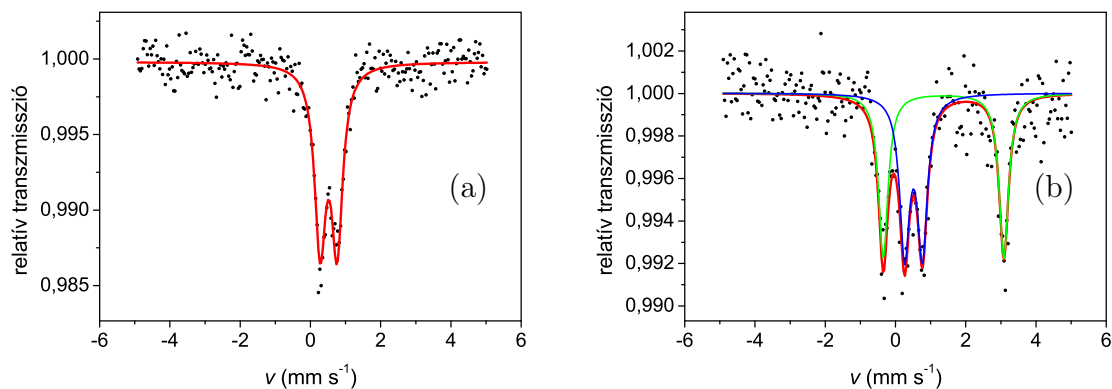 1,000
0,995
0,990
0,985
relatív transzmisszió
(a)
-6 -4 -2 0 2 4 6
v (mm s⁻¹)
1,002
1,000
0,998
0,996
0,994
0,992
0,990
relatív transzmisszió
(b)
-6 -4 -2 0 2 4 6
v (mm s⁻¹)